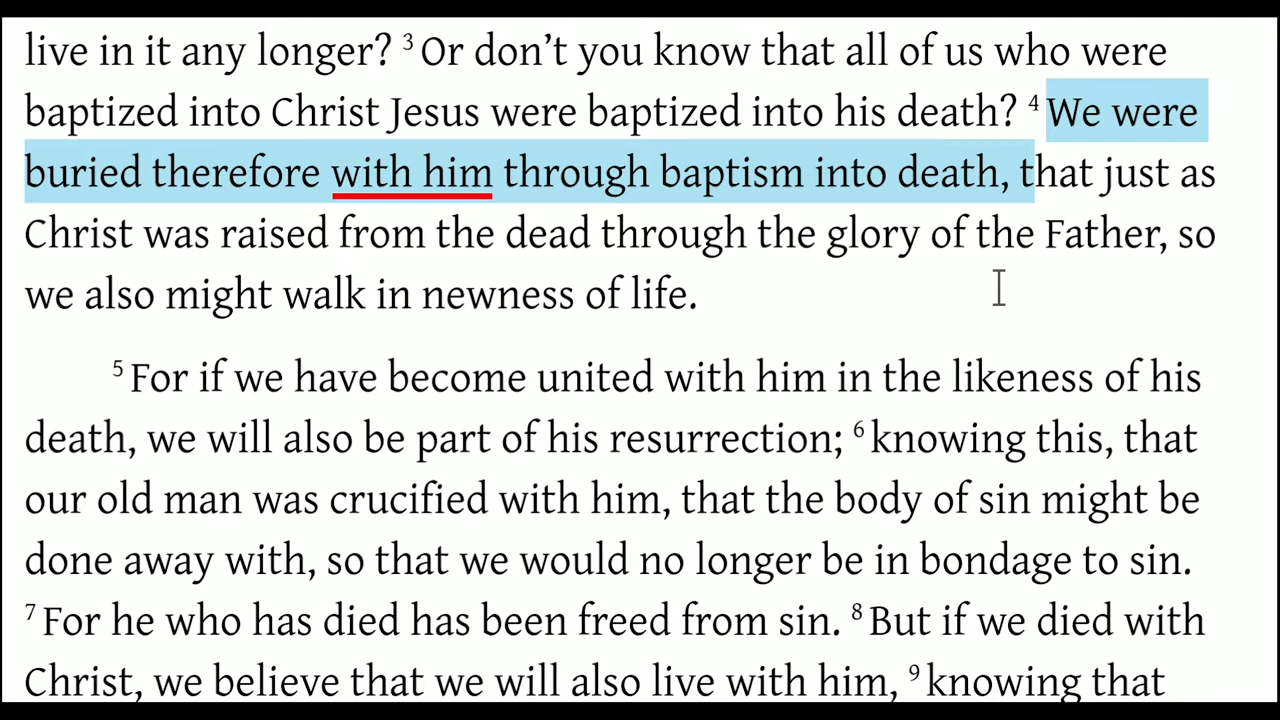 live in it any longer? ³ Or don’t you know that all of us who were
baptized into Christ Jesus were baptized into his death? ⁴ We were
buried therefore with him through baptism into death, that just as
Christ was raised from the dead through the glory of the Father, so
we also might walk in newness of life.
⁵ For if we have become united with him in the likeness of his
death, we will also be part of his resurrection; ⁶ knowing this, that
our old man was crucified with him, that the body of sin might be
done away with, so that we would no longer be in bondage to sin.
⁷ For he who has died has been freed from sin. ⁸ But if we died with
Christ, we believe that we will also live with him, ⁹ knowing that